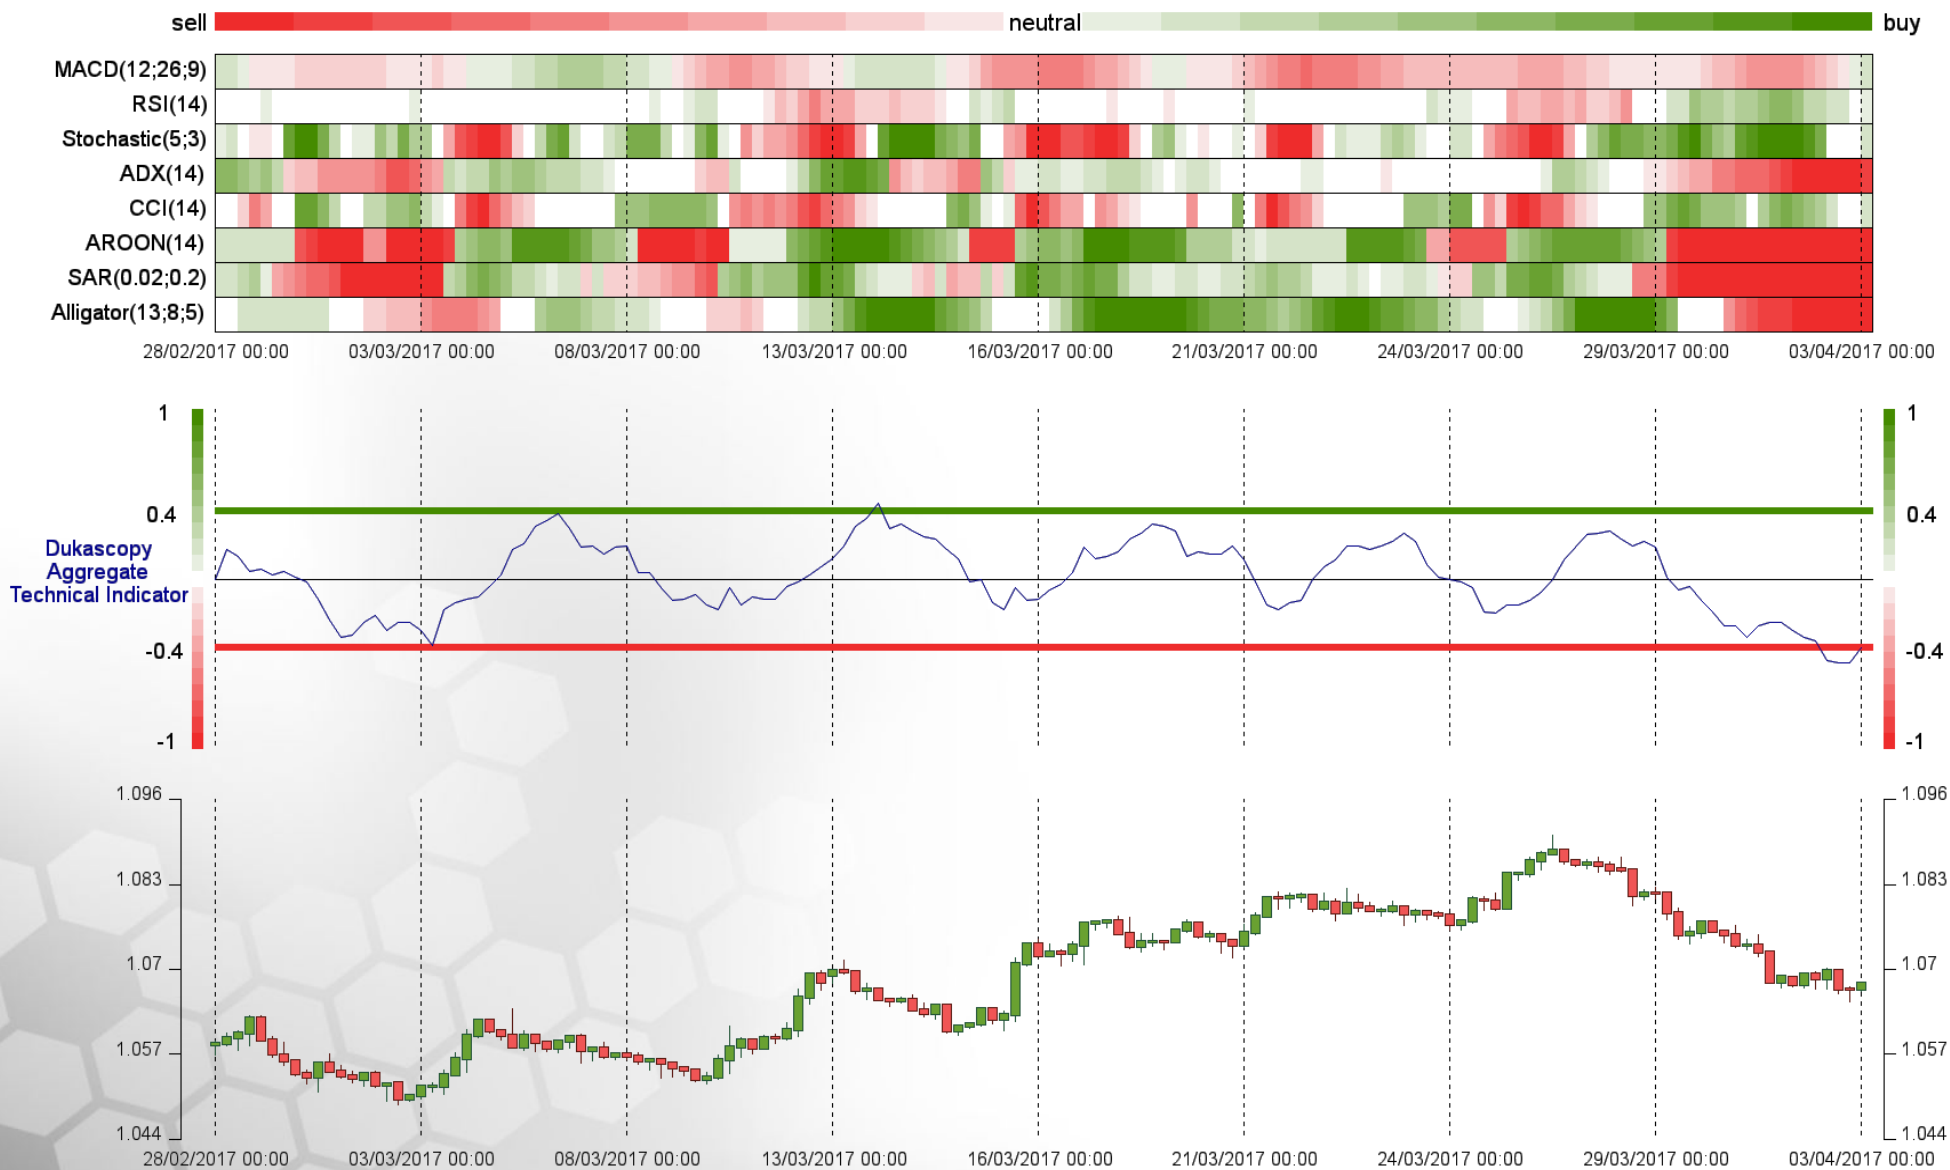 sell neutral buy
MACD(12;26;9)
RSI(14)
Stochastic(5;3)
ADX(14)
CCI(14)
AROON(14)
SAR(0.02;0.2)
Alligator(13;8;5)
28/02/2017 00:00 03/03/2017 00:00 08/03/2017 00:00 13/03/2017 00:00 16/03/2017 00:00 21/03/2017 00:00 24/03/2017 00:00 29/03/2017 00:00 03/04/2017 00:00
1 1
0.4 0.4
Dukascopy
Aggregate
Technical Indicator
-0.4 -0.4
-1 -1
1.096 1.096
1.083 1.083
1.07 1.07
1.057 1.057
1.044 1.044
28/02/2017 00:00 03/03/2017 00:00 08/03/2017 00:00 13/03/2017 00:00 16/03/2017 00:00 21/03/2017 00:00 24/03/2017 00:00 29/03/2017 00:00 03/04/2017 00:00